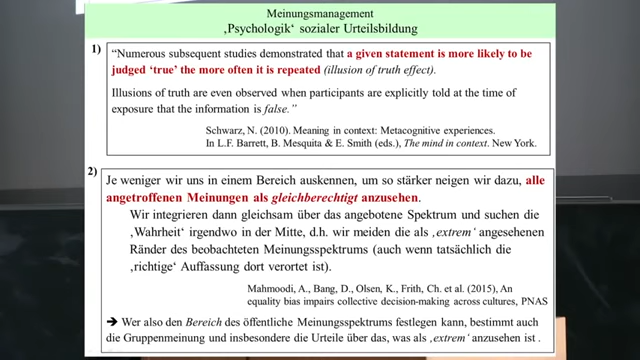 Meinungsmanagement
‚Psychologik‘ sozialer Urteilsbildung
1)
“Numerous subsequent studies demonstrated that a given statement is more likely to be
judged ‘true’ the more often it is repeated (illusion of truth effect).
Illusions of truth are even observed when participants are explicitly told at the time of
exposure that the information is false.”
Schwarz, N. (2010). Meaning in context: Metacognitive experiences.
In L.F. Barrett, B. Mesquita & E. Smith (eds.), The mind in context. New York.
2)
Je weniger wir uns in einem Bereich auskennen, um so stärker neigen wir dazu, alle
angetroffenen Meinungen als gleichberechtigt anzusehen.
Wir integrieren dann gleichsam über das angebotene Spektrum und suchen die
‚Wahrheit‘ irgendwo in der Mitte, d.h. wir meiden die als ‚extrem‘ angesehenen
Ränder des beobachteten Meinungsspektrums (auch wenn tatsächlich die
‚richtige‘ Auffassung dort verortet ist).
Mahmoodi, A., Bang, D., Olsen, K., Frith, Ch. et al. (2015), An
equality bias impairs collective decision-making across cultures, PNAS
➔ Wer also den Bereich des öffentliche Meinungsspektrums festlegen kann, bestimmt auch
die Gruppenmeinung und insbesondere die Urteile über das, was als ‚extrem‘ anzusehen ist .